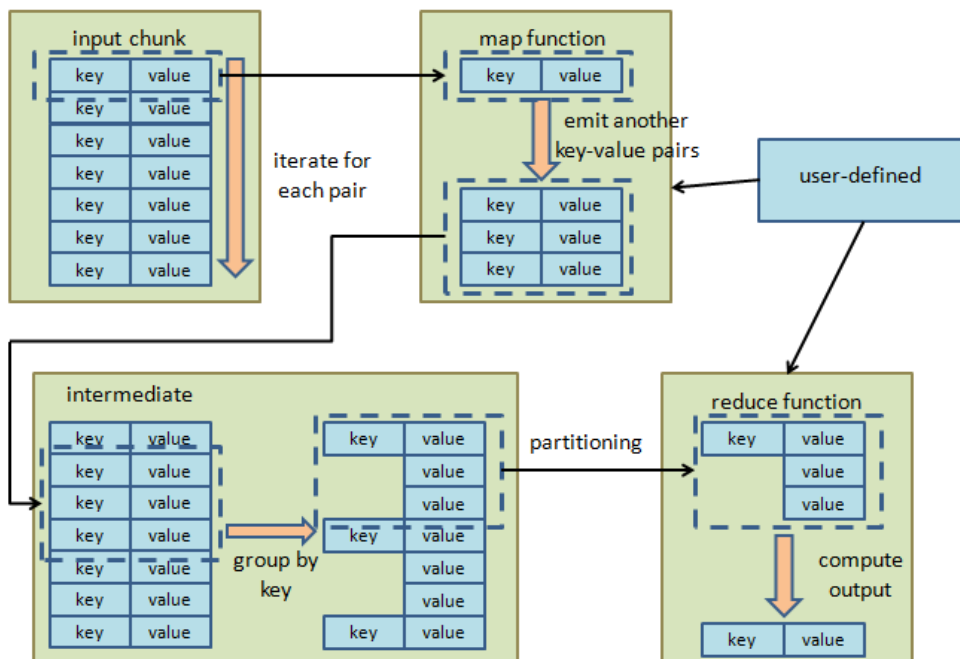 input chunk
key value
key value
key value
key value
key value
key value
key value
iterate for
each pair
map function
key value
emit another
key-value pairs
key value
key value
key value
user-defined
intermediate
key value
key value
key value
key value
key value
key value
key value
group by
key
key value
value
value
key value
value
value
key value
partitioning
reduce function
key value
value
value
compute
output
key value